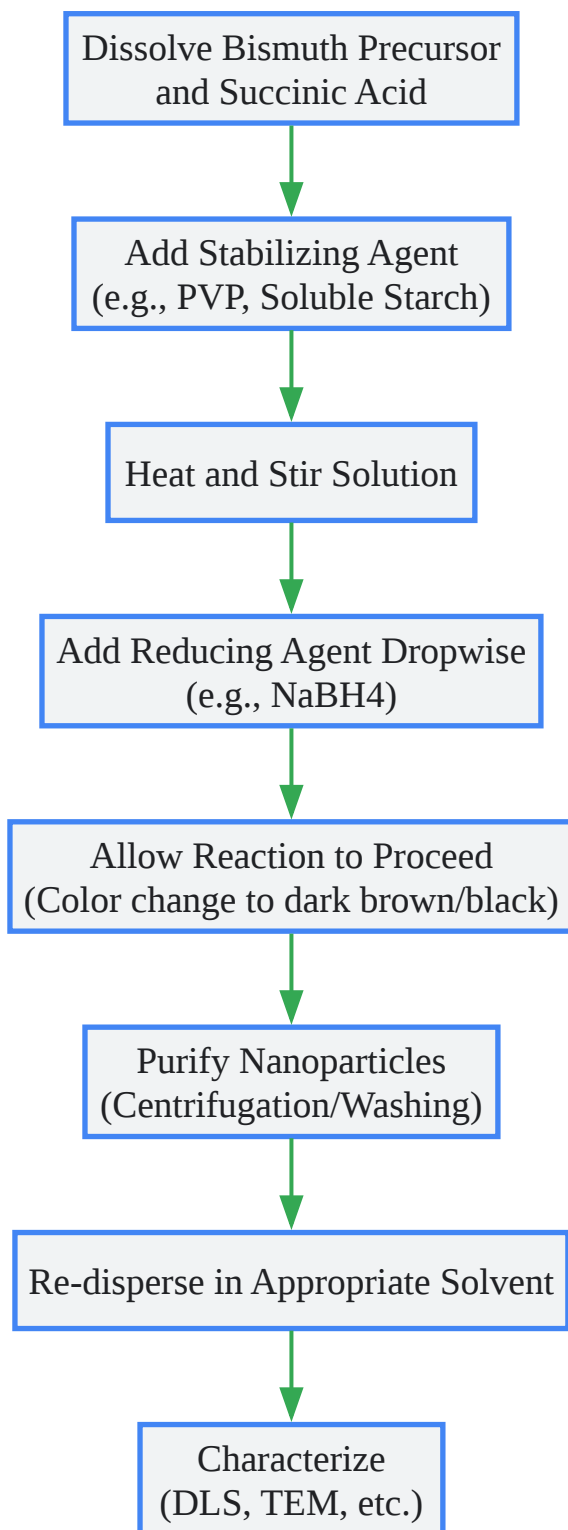 Dissolve Bismuth Precursor
and Succinic Acid
Add Stabilizing Agent
(e.g., PVP, Soluble Starch)
Heat and Stir Solution
Add Reducing Agent Dropwise
(e.g., NaBH4)
Allow Reaction to Proceed
(Color change to dark brown/black)
Purify Nanoparticles
(Centrifugation/Washing)
Re-disperse in Appropriate Solvent
Characterize
(DLS, TEM, etc.)